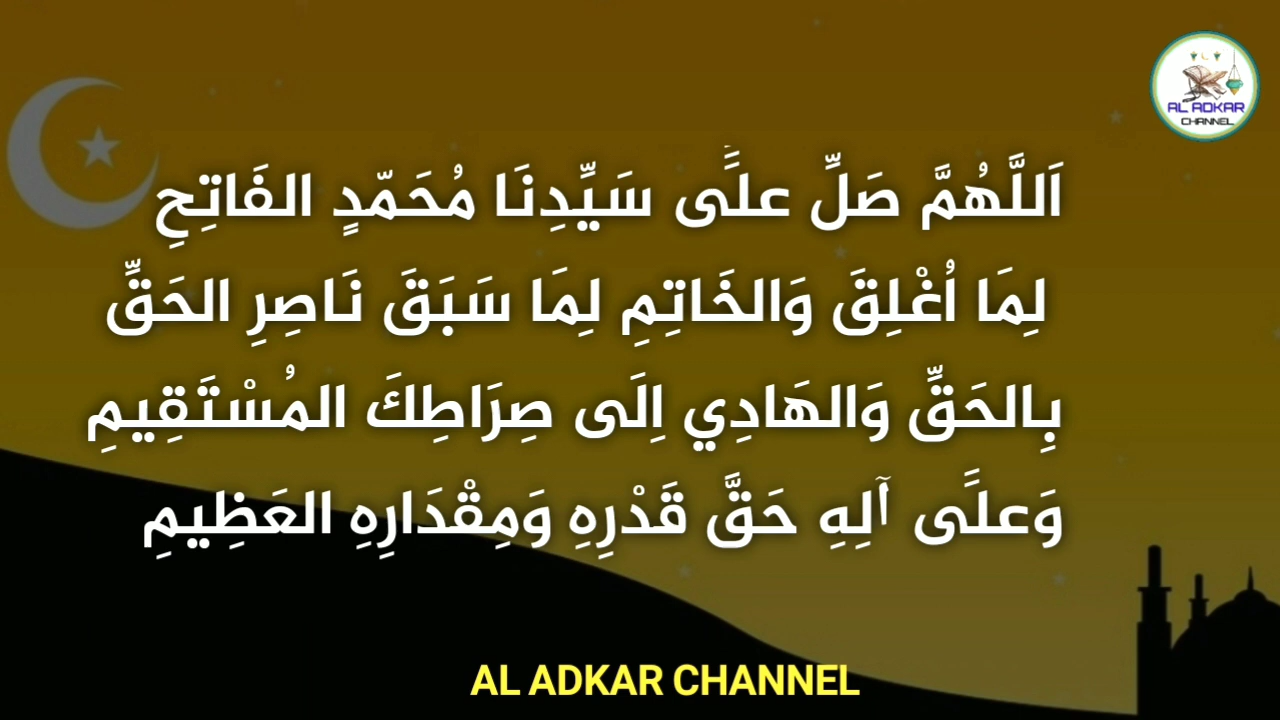 AL ADKAR
CHANNEL
اَللَّهُمَّ صَلِّ علَىَ سَيِّدِنَا مُحَمّدٍ الفَاتِحِ
لِمَا اُغْلِقَ وَالخَاتِمِ لِمَا سَبَقَ نَاصِرِ الحَقِّ
بِالحَقِّ وَالهَادِي اِلَى صِرَاطِكَ المُسْتَقِيمِ
وَعلَىَ آلِهِ حَقَّ قَدْرِهِ وَمِقْدَارِهِ العَظِيمِ
AL ADKAR CHANNEL